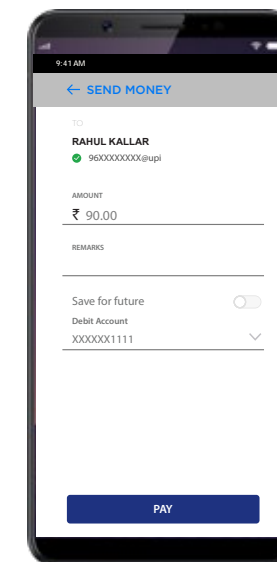 9:41 AM
SEND MONEY
TO
RAHUL KALLAR
96XXXXXXXX@upi
AMOUNT
₹ 90.00
REMARKS
Save for future
Debit Account
XXXXXX1111
PAY